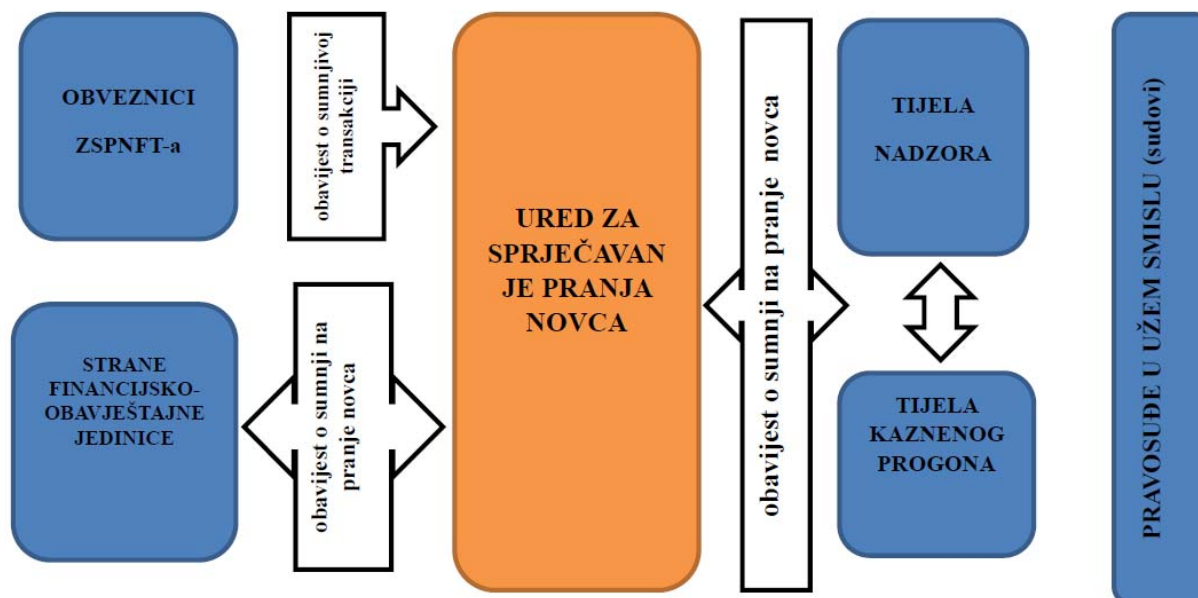 OBVEZNICI
ZSPNFT-a
obavijest o sumnjivoj
transakciji
STRANE
FINANCIJSKO-
OBAVJEŠTAJNE
JEDINICE
obavijest o sumnji na
pranje novca
URED ZA
SPRJEČAVAN
JE PRANJA
NOVCA
obavijest o sumnji na pranje novca
TIJELA
NADZORA
TIJELA
KAZNENOG
PROGONA
PRAVOSUĐE U UŽEM SMISLU (sudovi)